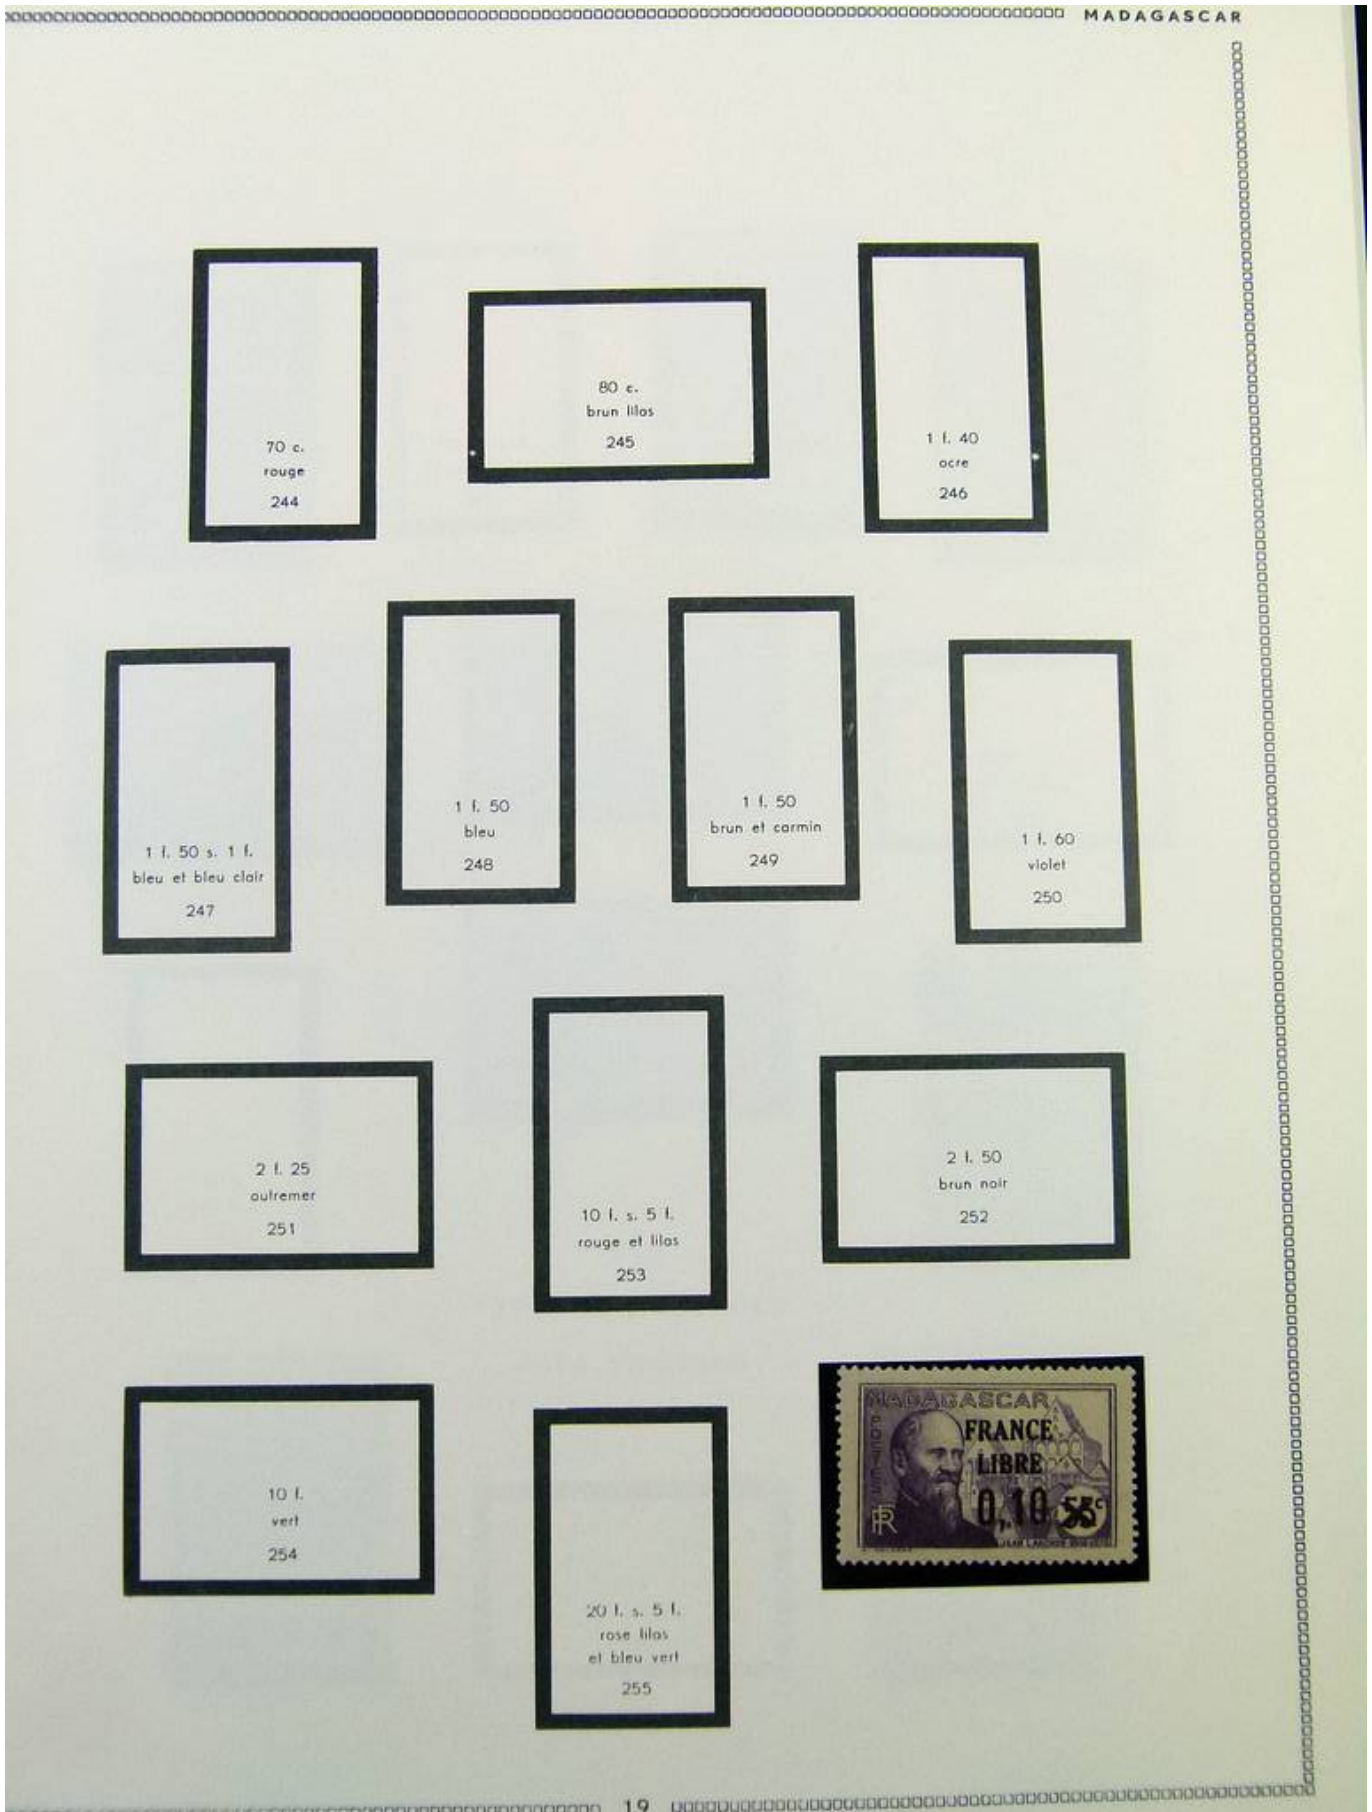 MADAGASCAR
70 c.
rouge
244
80 c.
brun lilas
245
1 f. 40
ocre
246
1 f. 50 s. 1 f.
bleu et bleu clair
247
1 f. 50
bleu
248
1 f. 50
brun et carmin
249
1 f. 60
violet
250
2 f. 25
outremer
251
10 f. s. 5 f.
rouge et lilas
253
2 f. 50
brun noir
252
10 f.
vert
254
20 f. s. 5 f.
rose lilas
et bleu vert
255
MADAGASCAR
POSTES
FRANCE
LIBRE
0,10 55c
RF
19